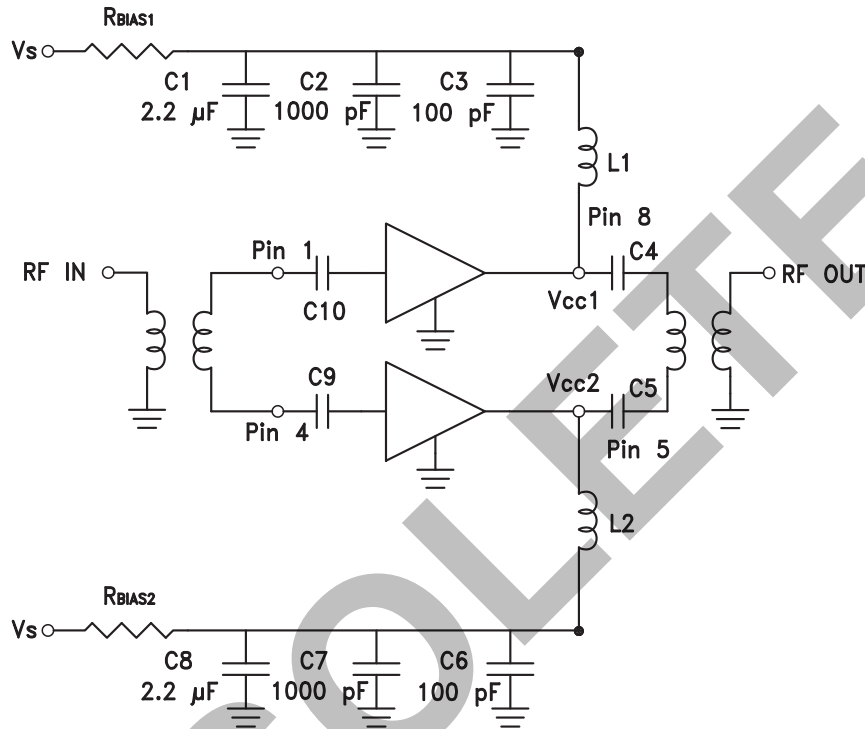 RBIAS1
Vs
C1 C2 C3
2.2 μF 1000 pF 100 pF
L1
Pin 8
Pin 1 C4
RF IN RF OUT
C10 Vcc1
C9 Vcc2 C5
Pin 4 Pin 5
L2
RBIAS2
Vs
C8 C7 C6
2.2 μF 1000 pF 100 pF
OLETE